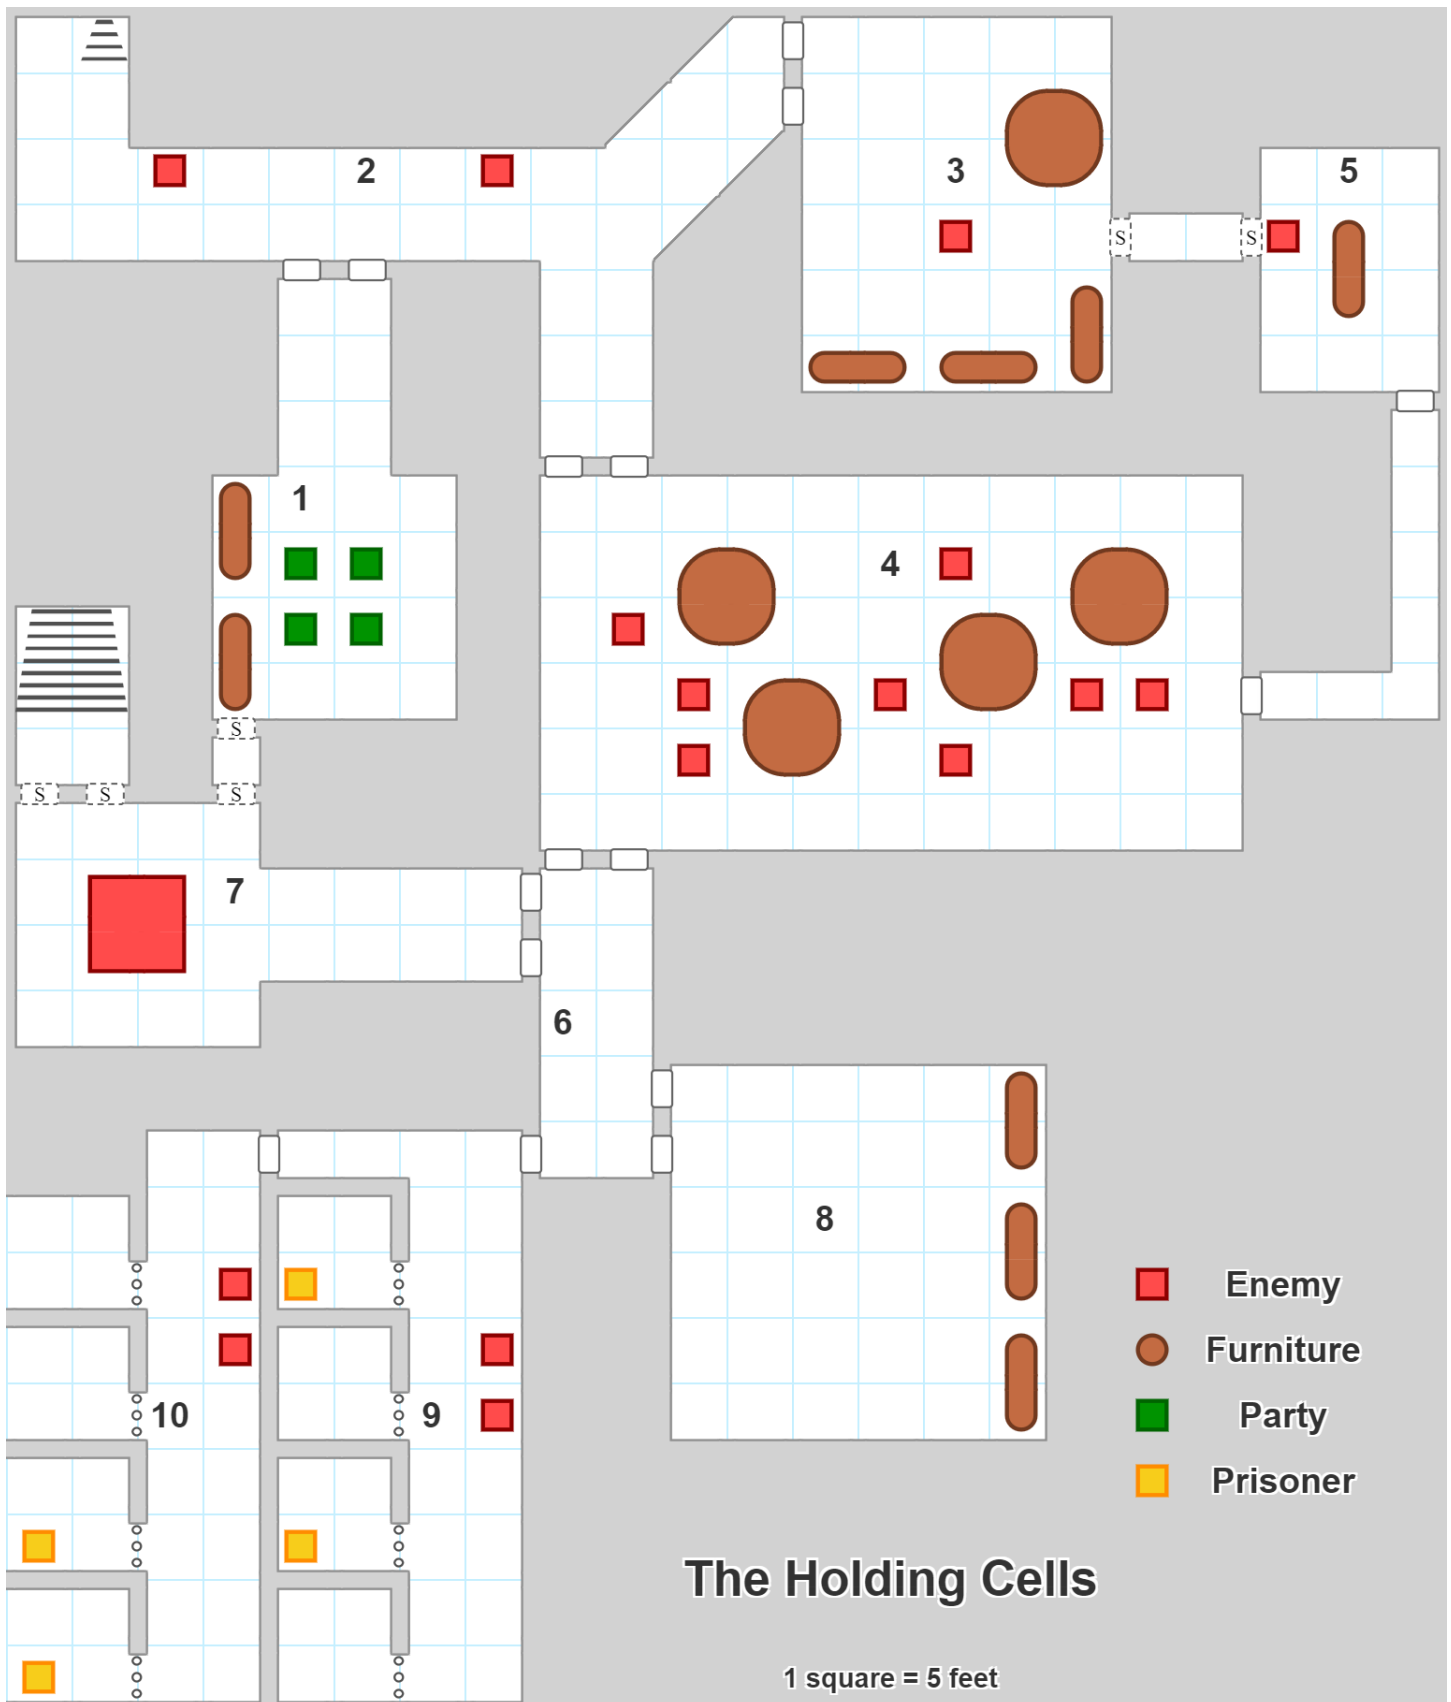 2
3
5
S
S
1
4
S
S
S
S
7
6
8
Enemy
Furniture
10
9
Party
Prisoner
The Holding Cells
1 square = 5 feet